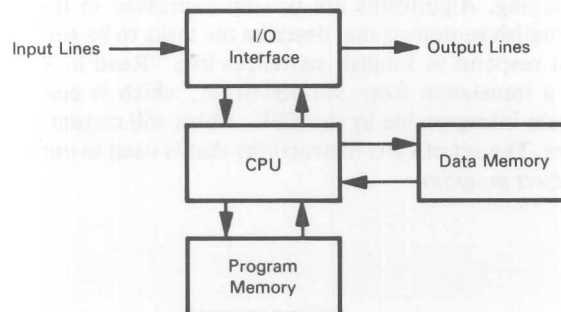 Input Lines
I/O
Interface
Output Lines
CPU
Data Memory
Program
Memory